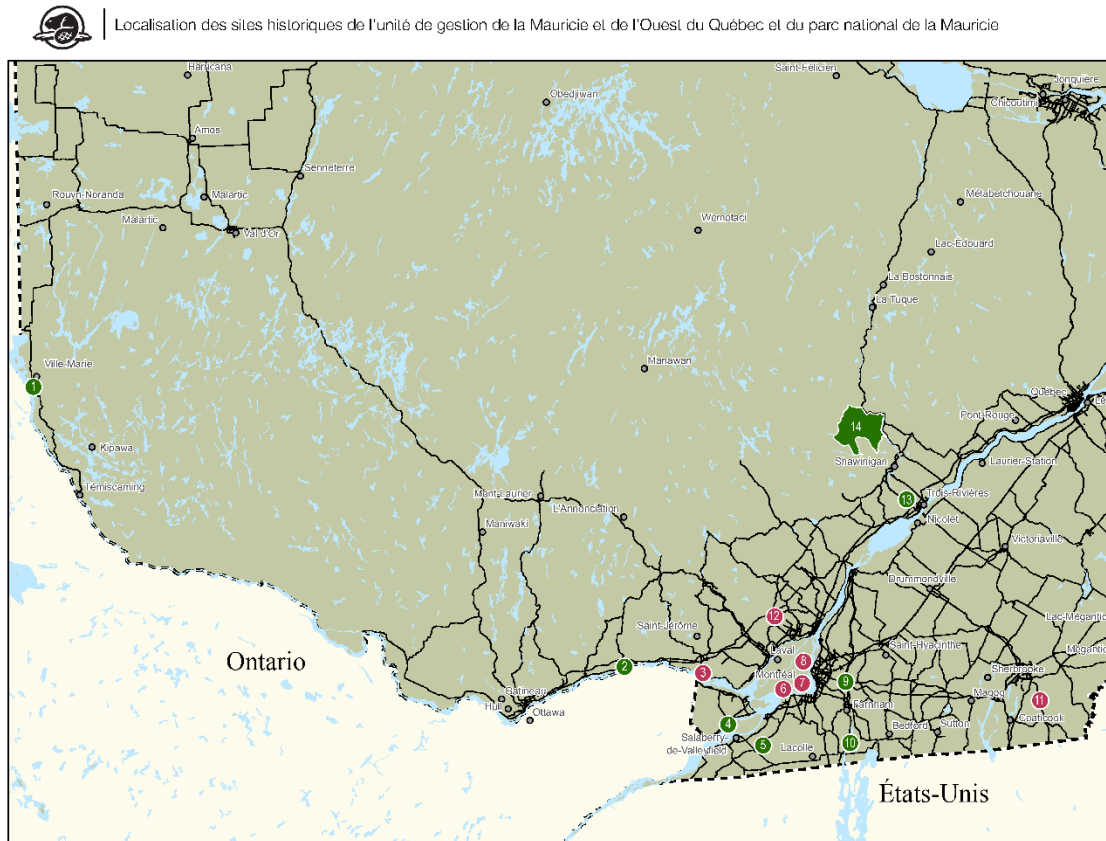 Localisation des sites historiques de l'unité de gestion de la Mauricie et de l'Ouest du Québec et du parc national de la Mauricie
Harricana
Saint-Félicien
Jonquière
Obedjiwan
Chicoutimi
Amos
Senneterre
Malartic
Rouyn-Noranda
Métabetchouane
Malartic
Val d'Or
Wemotaci
Lac-Édouard
La Bostonnais
La Tuque
Manawan
Ville-Marie
1
Québec
Lé
Pont-Rouge
14
Kipawa
Shawinigan
Laurier-Station
Témiscaming
Mont-Laurier
13
Trois-Rivières
L'Annonciation
Nicolet
Maniwaki
Victoriaville
Drummondville
12
Lac-Mégantic
Saint-Jérôme
Saint-Hyacinthe
Mégantic
Ontario
Laval
8
2
3
Montréal
Sherbrooke
6
7
9
Magog
11
Gatineau
Hull
Farnham
Ottawa
Coaticook
4
Bedford
Sutton
Salaberry-
de-Valleyfield
5
Lacolle
10
États-Unis